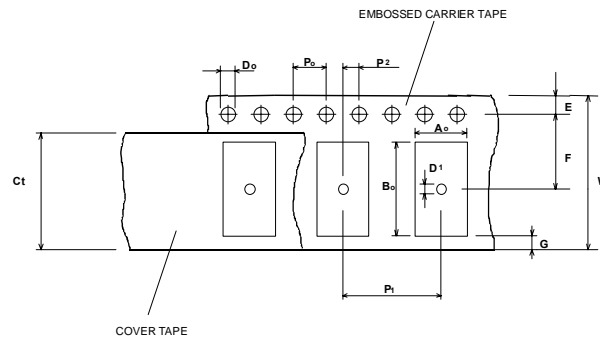 EMBOSSED CARRIER TAPE
Do
Po
P2
E
Ao
F
D1
Ct
Bo
G
P1
COVER TAPE